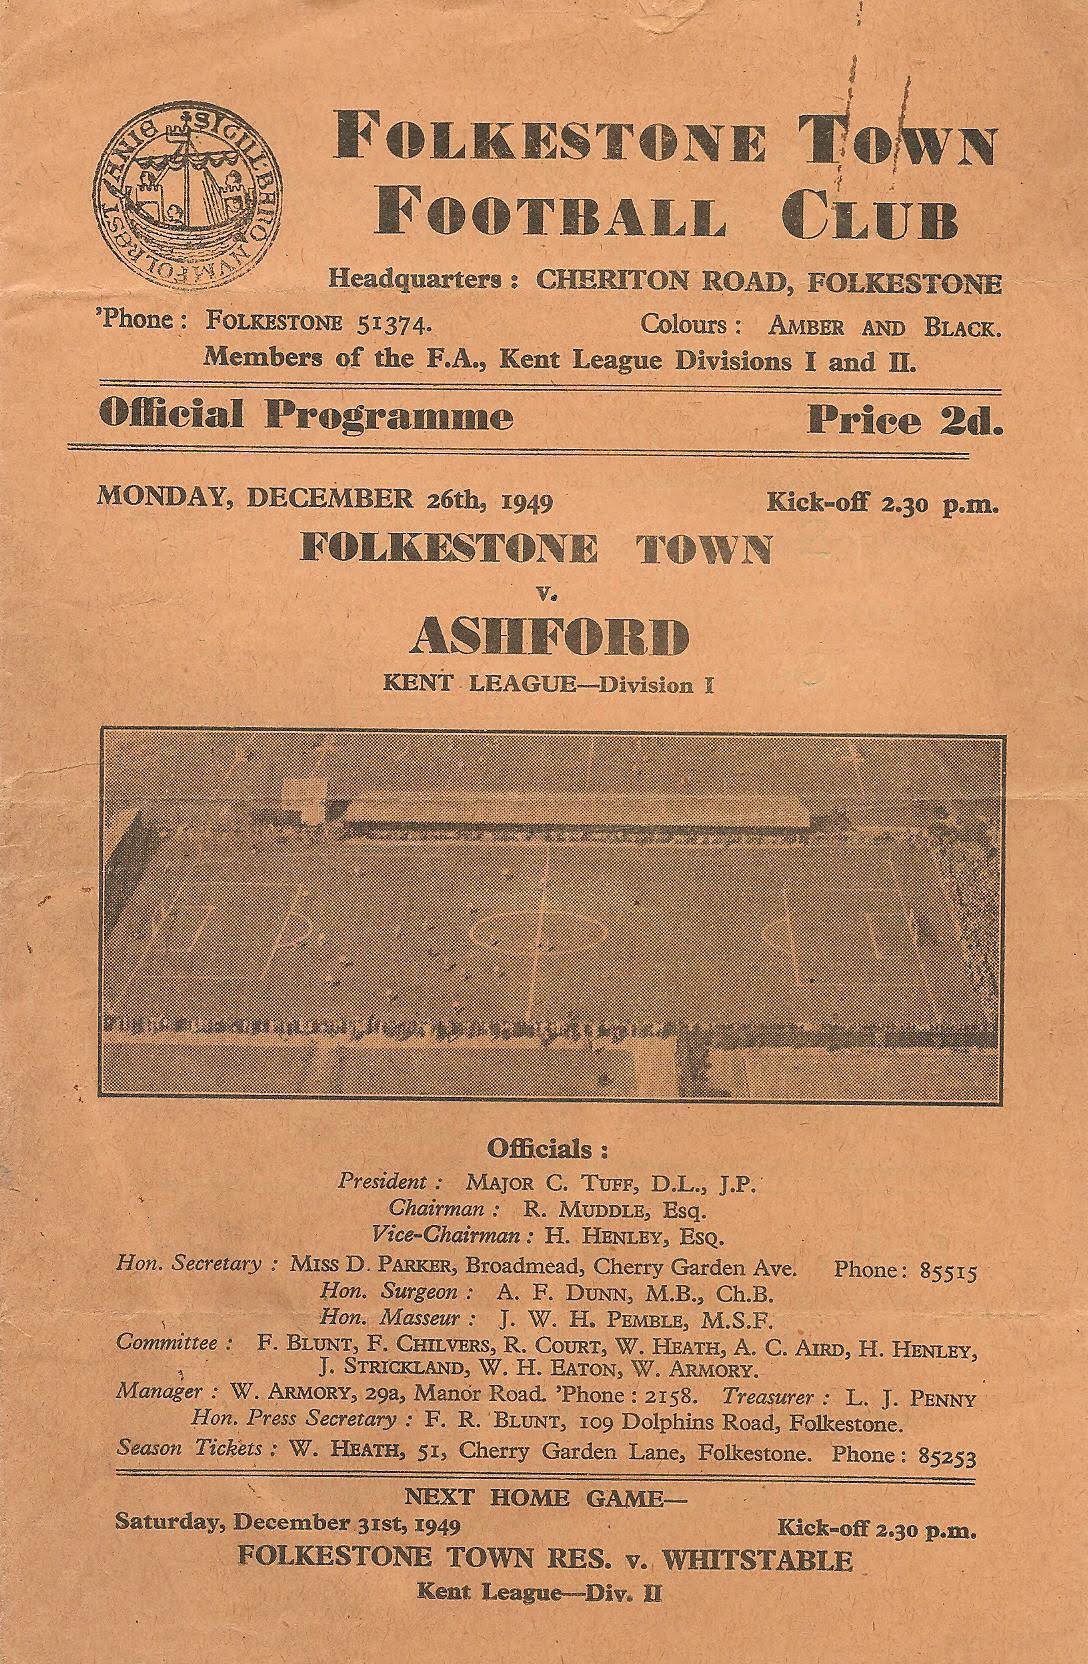 SIGILL BARONVM FOLKESTANIE
FOLKESTONE TOWN
FOOTBALL CLUB
Headquarters : CHERITON ROAD, FOLKESTONE
'Phone : FOLKESTONE 51374. Colours : AMBER AND BLACK.
Members of the F.A., Kent League Divisions I and II.
Official Programme Price 2d.
MONDAY, DECEMBER 26th, 1949 Kick-off 2.30 p.m.
FOLKESTONE TOWN
v.
ASHFORD
KENT LEAGUE—Division I
Officials :
President : MAJOR C. TUFF, D.L., J.P.
Chairman : R. MUDDLE, Esq.
Vice-Chairman : H. HENLEY, ESQ.
Hon. Secretary : MISS D. PARKER, Broadmead, Cherry Garden Ave. Phone : 85515
Hon. Surgeon : A. F. DUNN, M.B., Ch.B.
Hon. Masseur : J. W. H. PEMBLE, M.S.F.
Committee : F. BLUNT, F. CHILVERS, R. COURT, W. HEATH, A. C. AIRD, H. HENLEY,
J. STRICKLAND, W. H. EATON, W. ARMORY.
Manager : W. ARMORY, 29a, Manor Road. 'Phone : 2158. Treasurer : L. J. PENNY
Hon. Press Secretary : F. R. BLUNT, 109 Dolphins Road, Folkestone.
Season Tickets : W. HEATH, 51, Cherry Garden Lane, Folkestone. Phone : 85253
NEXT HOME GAME—
Saturday, December 31st, 1949 Kick-off 2.30 p.m.
FOLKESTONE TOWN RES. v. WHITSTABLE
Kent League—Div. II